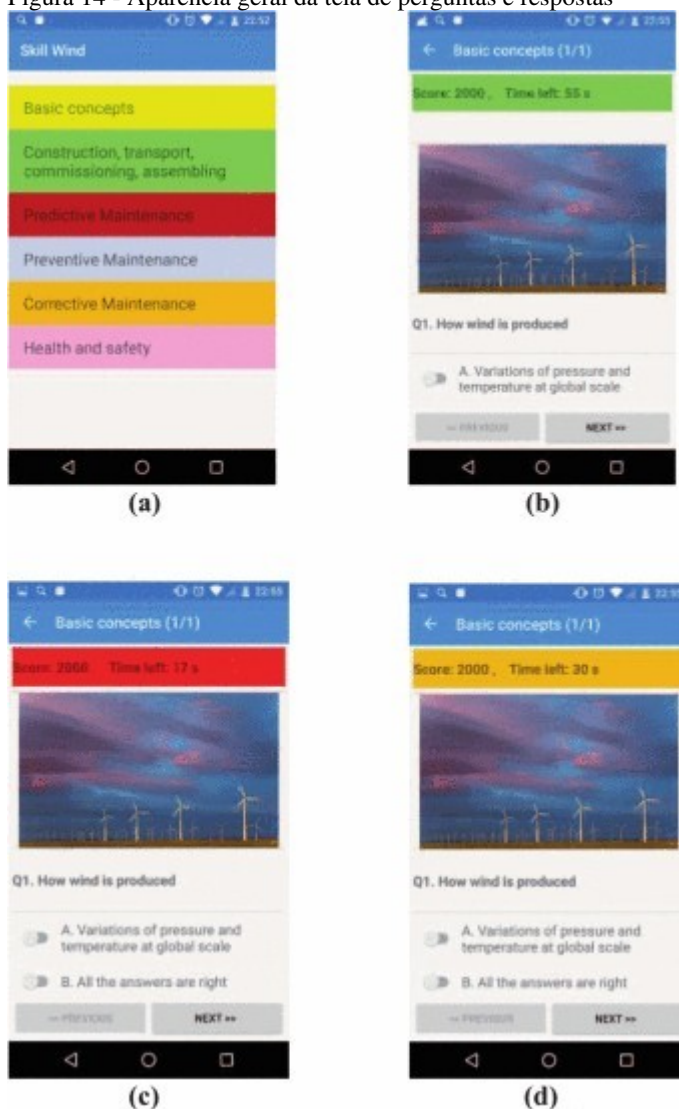 Figura 14 - Aparência geral da tela de perguntas e respostas
22:52
Skill Wind
Basic concepts
Construction, transport,
commissioning, assembling
Predictive Maintenance
Preventive Maintenance
Corrective Maintenance
Health and safety
(a)
Basic concepts (1/1)
Score: 2000 , Time left: 55 s
Q1. How wind is produced
A. Variations of pressure and
temperature at global scale
<< PREVIOUS NEXT >>
(b)
Basic concepts (1/1)
Score: 2000 Time left: 17 s
Q1. How wind is produced
A. Variations of pressure and
temperature at global scale
B. All the answers are right
<< PREVIOUS NEXT >>
(c)
Basic concepts (1/1)
Score: 2000 , Time left: 30 s
Q1. How wind is produced
A. Variations of pressure and
temperature at global scale
B. All the answers are right
<< PREVIOUS NEXT >>
(d)